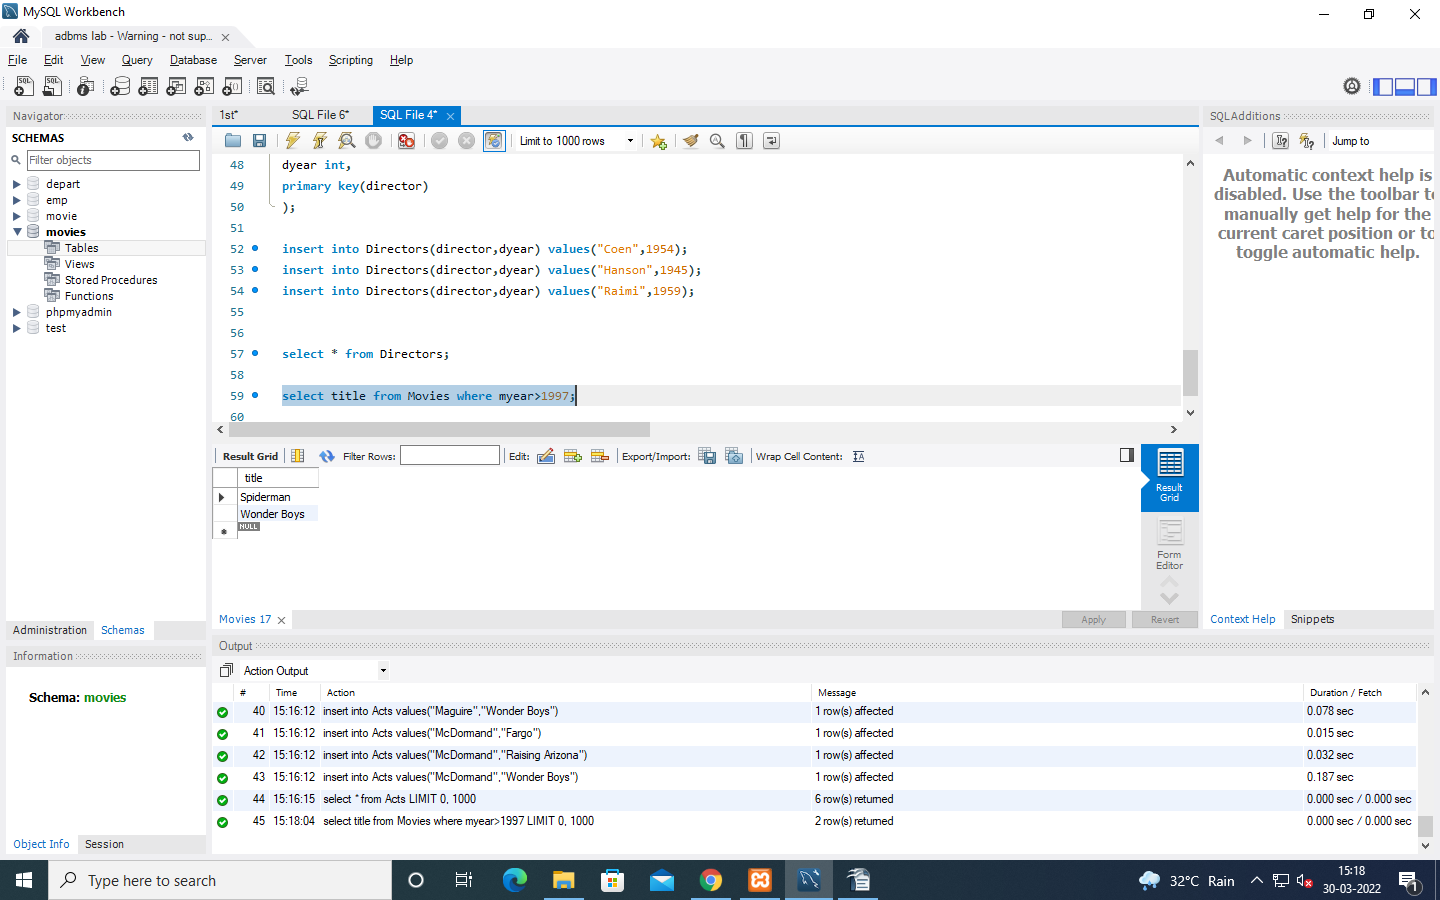 MySQL Workbench
adbms lab - Warning - not sup...
File Edit View Query Database Server Tools Scripting Help
Navigator
SCHEMAS
Filter objects
depart
emp
movie
movies
Tables
Views
Stored Procedures
Functions
phpmyadmin
test
Administration Schemas
Information
Schema: movies
Object Info Session
1st* SQL File 6* SQL File 4*
Limit to 1000 rows
48 dyear int,
49 primary key(director)
50 );
51
52 insert into Directors(director,dyear) values("Coen",1954);
53 insert into Directors(director,dyear) values("Hanson",1945);
54 insert into Directors(director,dyear) values("Raimi",1959);
55
56
57 select * from Directors;
58
59 select title from Movies where myear>1997;
60
Result Grid Filter Rows: Edit: Export/Import: Wrap Cell Content:
title
Spiderman
Wonder Boys
NULL
Result
Grid
Form
Editor
Movies 17 Apply Revert
SQLAdditions
Jump to
Automatic context help is
disabled. Use the toolbar to
manually get help for the
current caret position or to
toggle automatic help.
Context Help Snippets
Output
Action Output
# Time Action Message Duration / Fetch
40 15:16:12 insert into Acts values("Maguire","Wonder Boys") 1 row(s) affected 0.078 sec
41 15:16:12 insert into Acts values("McDormand","Fargo") 1 row(s) affected 0.015 sec
42 15:16:12 insert into Acts values("McDormand","Raising Arizona") 1 row(s) affected 0.032 sec
43 15:16:12 insert into Acts values("McDormand","Wonder Boys") 1 row(s) affected 0.187 sec
44 15:16:15 select * from Acts LIMIT 0, 1000 6 row(s) returned 0.000 sec / 0.000 sec
45 15:18:04 select title from Movies where myear>1997 LIMIT 0, 1000 2 row(s) returned 0.000 sec / 0.000 sec
Type here to search
32°C Rain
15:18
30-03-2022
1